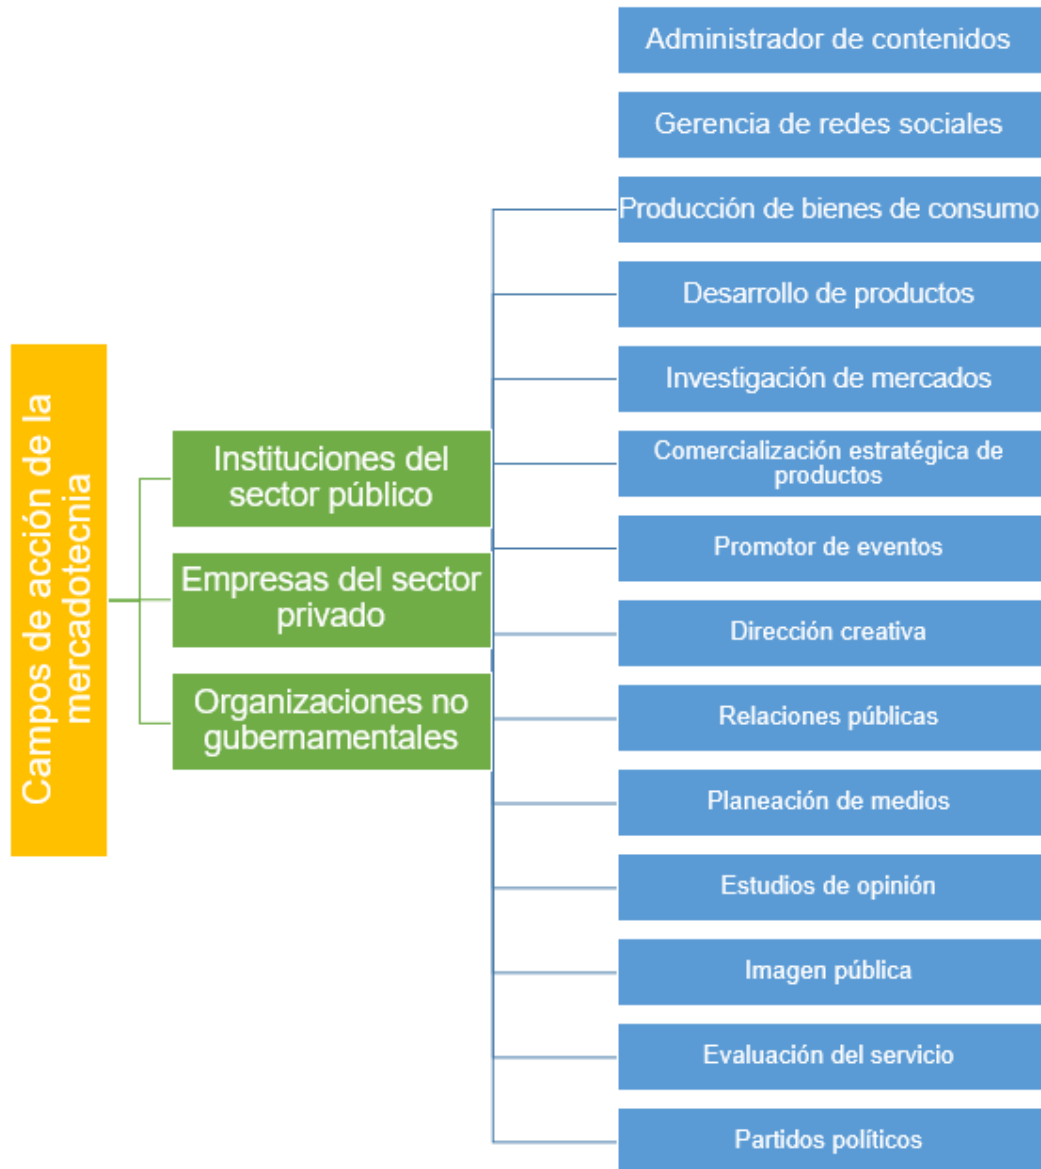 Campos de acción de la
mercadotecnia
Instituciones del
sector público
Empresas del sector
privado
Organizaciones no
gubernamentales
Administrador de contenidos
Gerencia de redes sociales
Producción de bienes de consumo
Desarrollo de productos
Investigación de mercados
Comercialización estratégica de
productos
Promotor de eventos
Dirección creativa
Relaciones públicas
Planeación de medios
Estudios de opinión
Imagen pública
Evaluación del servicio
Partidos políticos